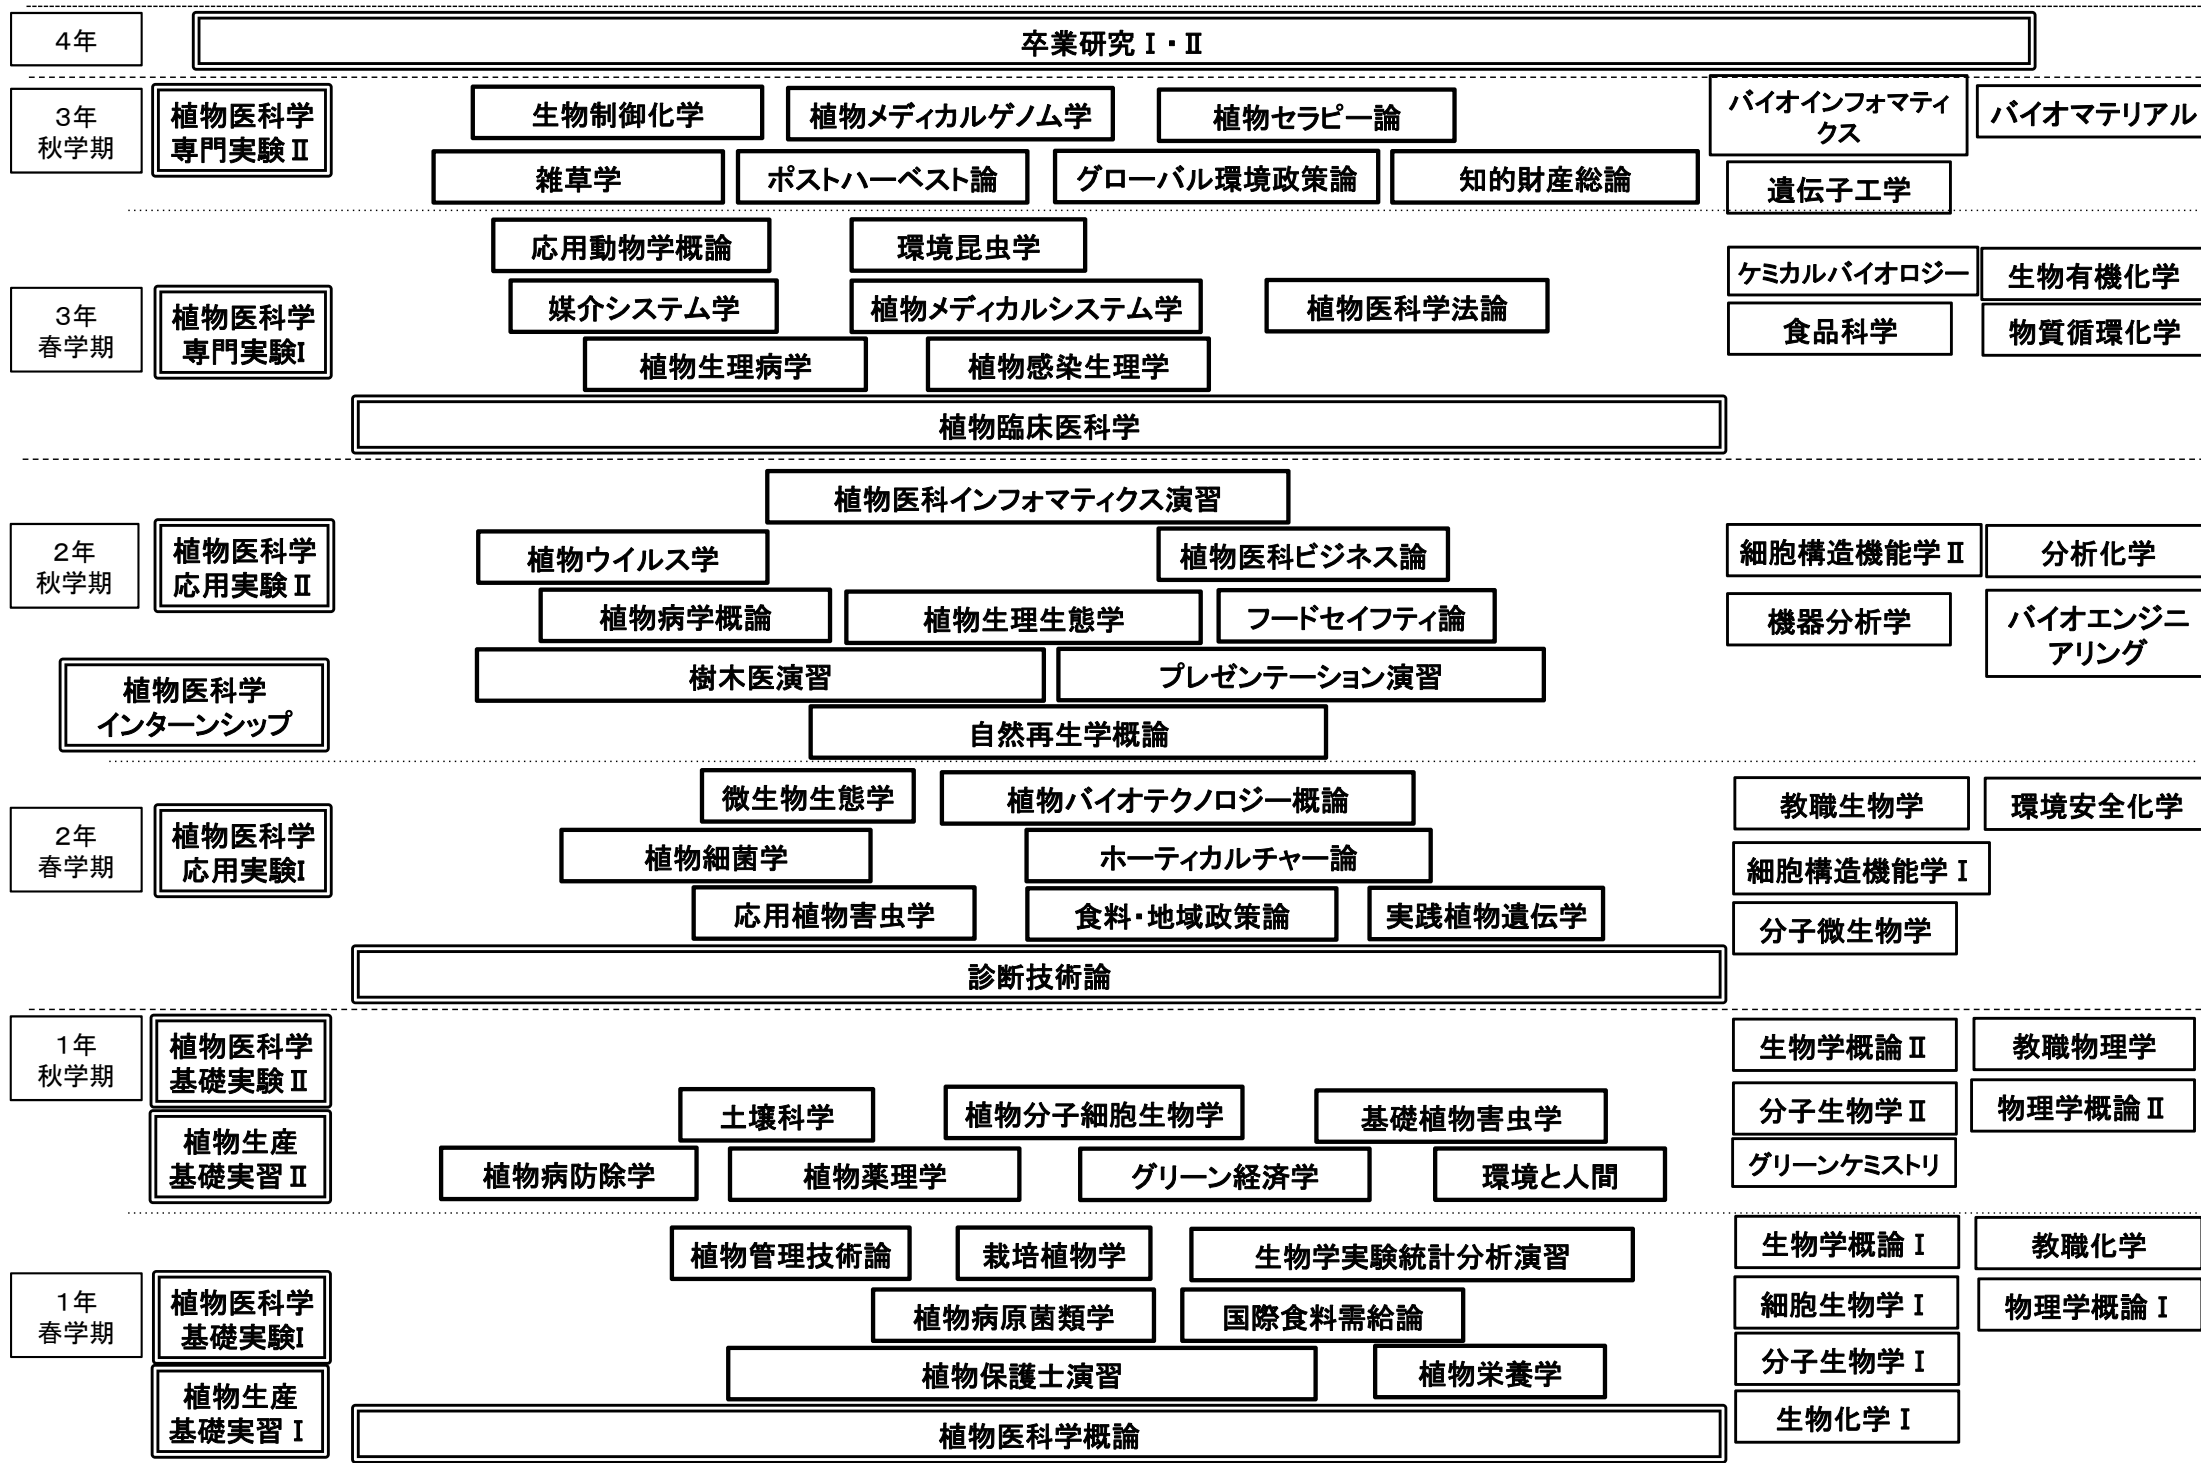 4年
卒業研究Ⅰ・Ⅱ
3年
秋学期
植物医科学
専門実験Ⅱ
生物制御化学
植物メディカルゲノム学
植物セラピー論
バイオインフォマティ
クス
バイオマテリアル
雑草学
ポストハーベスト論
グローバル環境政策論
知的財産総論
遺伝子工学
3年
春学期
植物医科学
専門実験Ⅰ
応用動物学概論
環境昆虫学
ケミカルバイオロジー
生物有機化学
媒介システム学
植物メディカルシステム学
植物医科学法論
食品科学
物質循環化学
植物生理病学
植物感染生理学
植物臨床医科学
2年
秋学期
植物医科学
応用実験Ⅱ
植物医科インフォマティクス演習
植物ウイルス学
植物医科ビジネス論
細胞構造機能学Ⅱ
分析化学
植物病学概論
植物生理生態学
フードセイフティ論
機器分析学
バイオエンジニ
アリング
植物医科学
インターンシップ
樹木医演習
プレゼンテーション演習
自然再生学概論
2年
春学期
植物医科学
応用実験Ⅰ
微生物生態学
植物バイオテクノロジー概論
教職生物学
環境安全化学
植物細菌学
ホーティカルチャー論
細胞構造機能学Ⅰ
応用植物害虫学
食料・地域政策論
実践植物遺伝学
分子微生物学
診断技術論
1年
秋学期
植物医科学
基礎実験Ⅱ
生物学概論Ⅱ
教職物理学
植物生産
基礎実習Ⅱ
土壌科学
植物分子細胞生物学
基礎植物害虫学
分子生物学Ⅱ
物理学概論Ⅱ
植物病防除学
植物薬理学
グリーン経済学
環境と人間
グリーンケミストリ
1年
春学期
植物医科学
基礎実験Ⅰ
植物管理技術論
栽培植物学
生物学実験統計分析演習
生物学概論Ⅰ
教職化学
植物病原菌類学
国際食料需給論
細胞生物学Ⅰ
物理学概論Ⅰ
植物生産
基礎実習Ⅰ
植物保護士演習
植物栄養学
分子生物学Ⅰ
生物化学Ⅰ
植物医科学概論